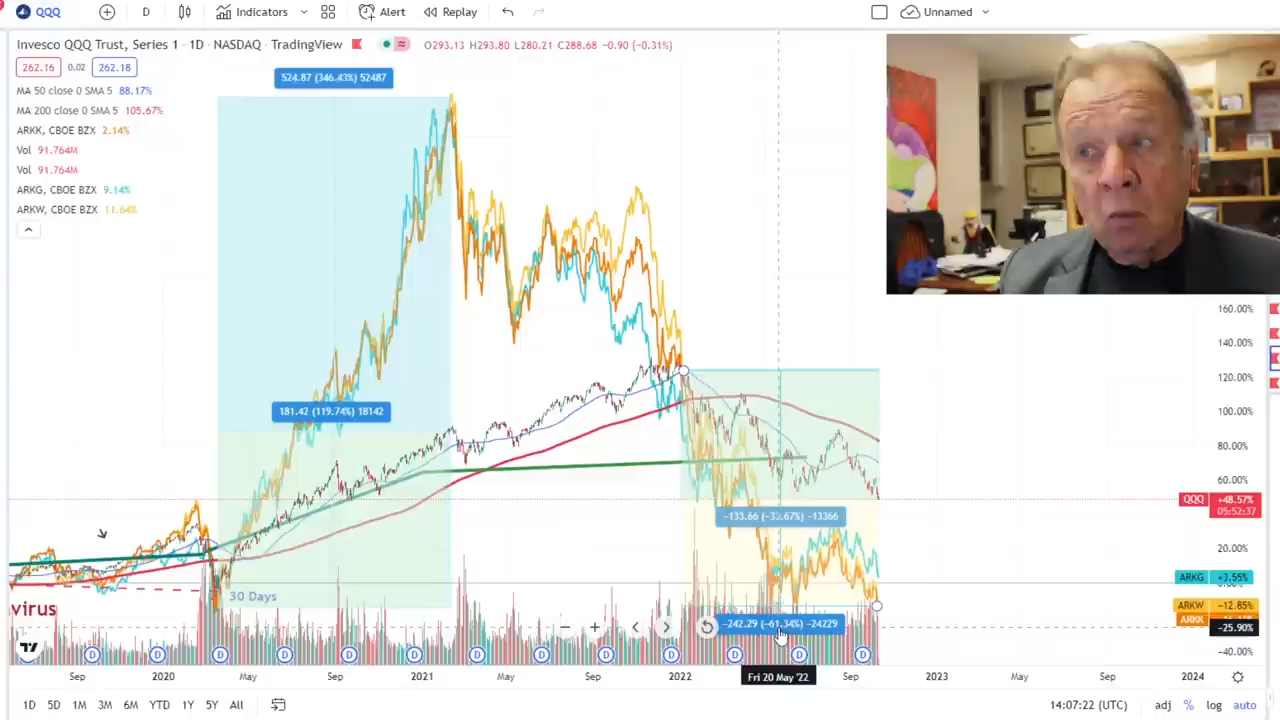 QQQ D Indicators Alert Replay Unnamed
Invesco QQQ Trust, Series 1 · 1D · NASDAQ · TradingView O293.13 H293.80 L280.21 C288.68 −0.90 (−0.31%)
262.16 0.02 262.18
524.87 (346.43%) 52487
MA 50 close 0 SMA 5 88.17%
MA 200 close 0 SMA 5 105.67%
ARKK, CBOE BZX 2.14%
Vol 91.764M
Vol 91.764M
ARKG, CBOE BZX 9.14%
ARKW, CBOE BZX 11.64%
160.00%
140.00%
120.00%
181.42 (119.74%) 18142
100.00%
80.00%
60.00%
QQQ +48.57%
05:52:37
−133.66 (−33.67%) −13366
20.00%
ARKG +3.55%
30 Days
virus
ARKW −12.85%
ARKK
−242.29 (−61.34%) −24229
−25.90%
−40.00%
D D D D D D D D D D D D D
Sep 2020 May Sep 2021 May Sep 2022 Fri 20 May '22 Sep 2023 May Sep 2024
1D 5D 1M 3M 6M YTD 1Y 5Y All 14:07:22 (UTC) adj % log auto